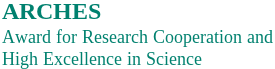 ARCHES
Award for Research Cooperation and
High Excellence in Science